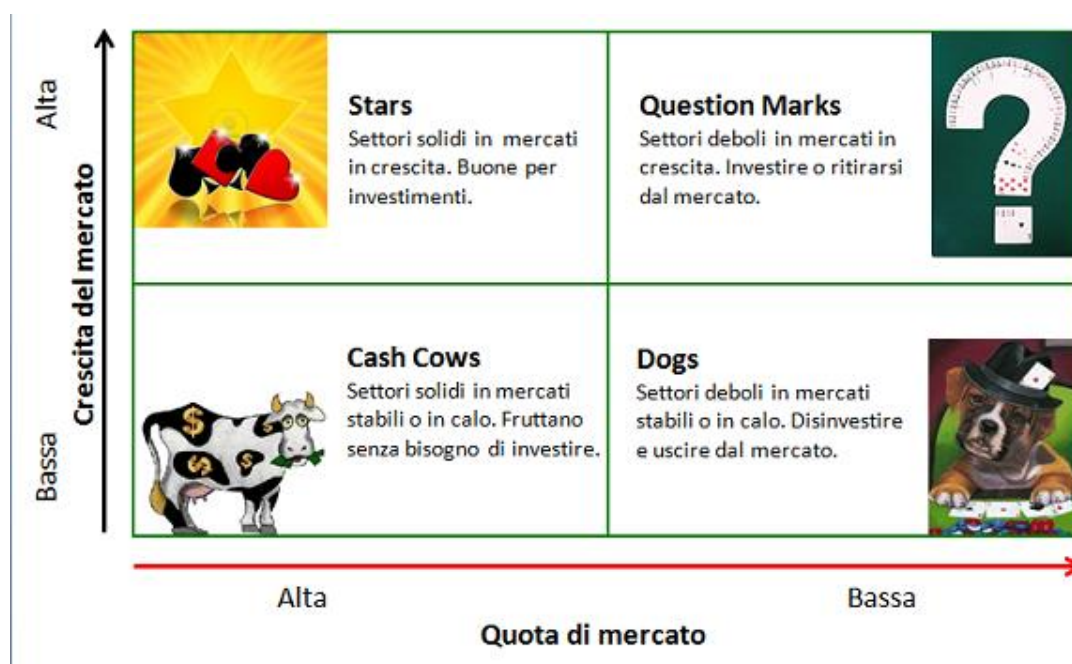 Alta
Crescita del mercato
Bassa
Stars
Settori solidi in mercati
in crescita. Buone per
investimenti.
Question Marks
Settori deboli in mercati in
crescita. Investire o ritirarsi
dal mercato.
Cash Cows
Settori solidi in mercati
stabili o in calo. Fruttano
senza bisogno di investire.
Dogs
Settori deboli in mercati
stabili o in calo. Disinvestire
e uscire dal mercato.
Alta
Bassa
Quota di mercato